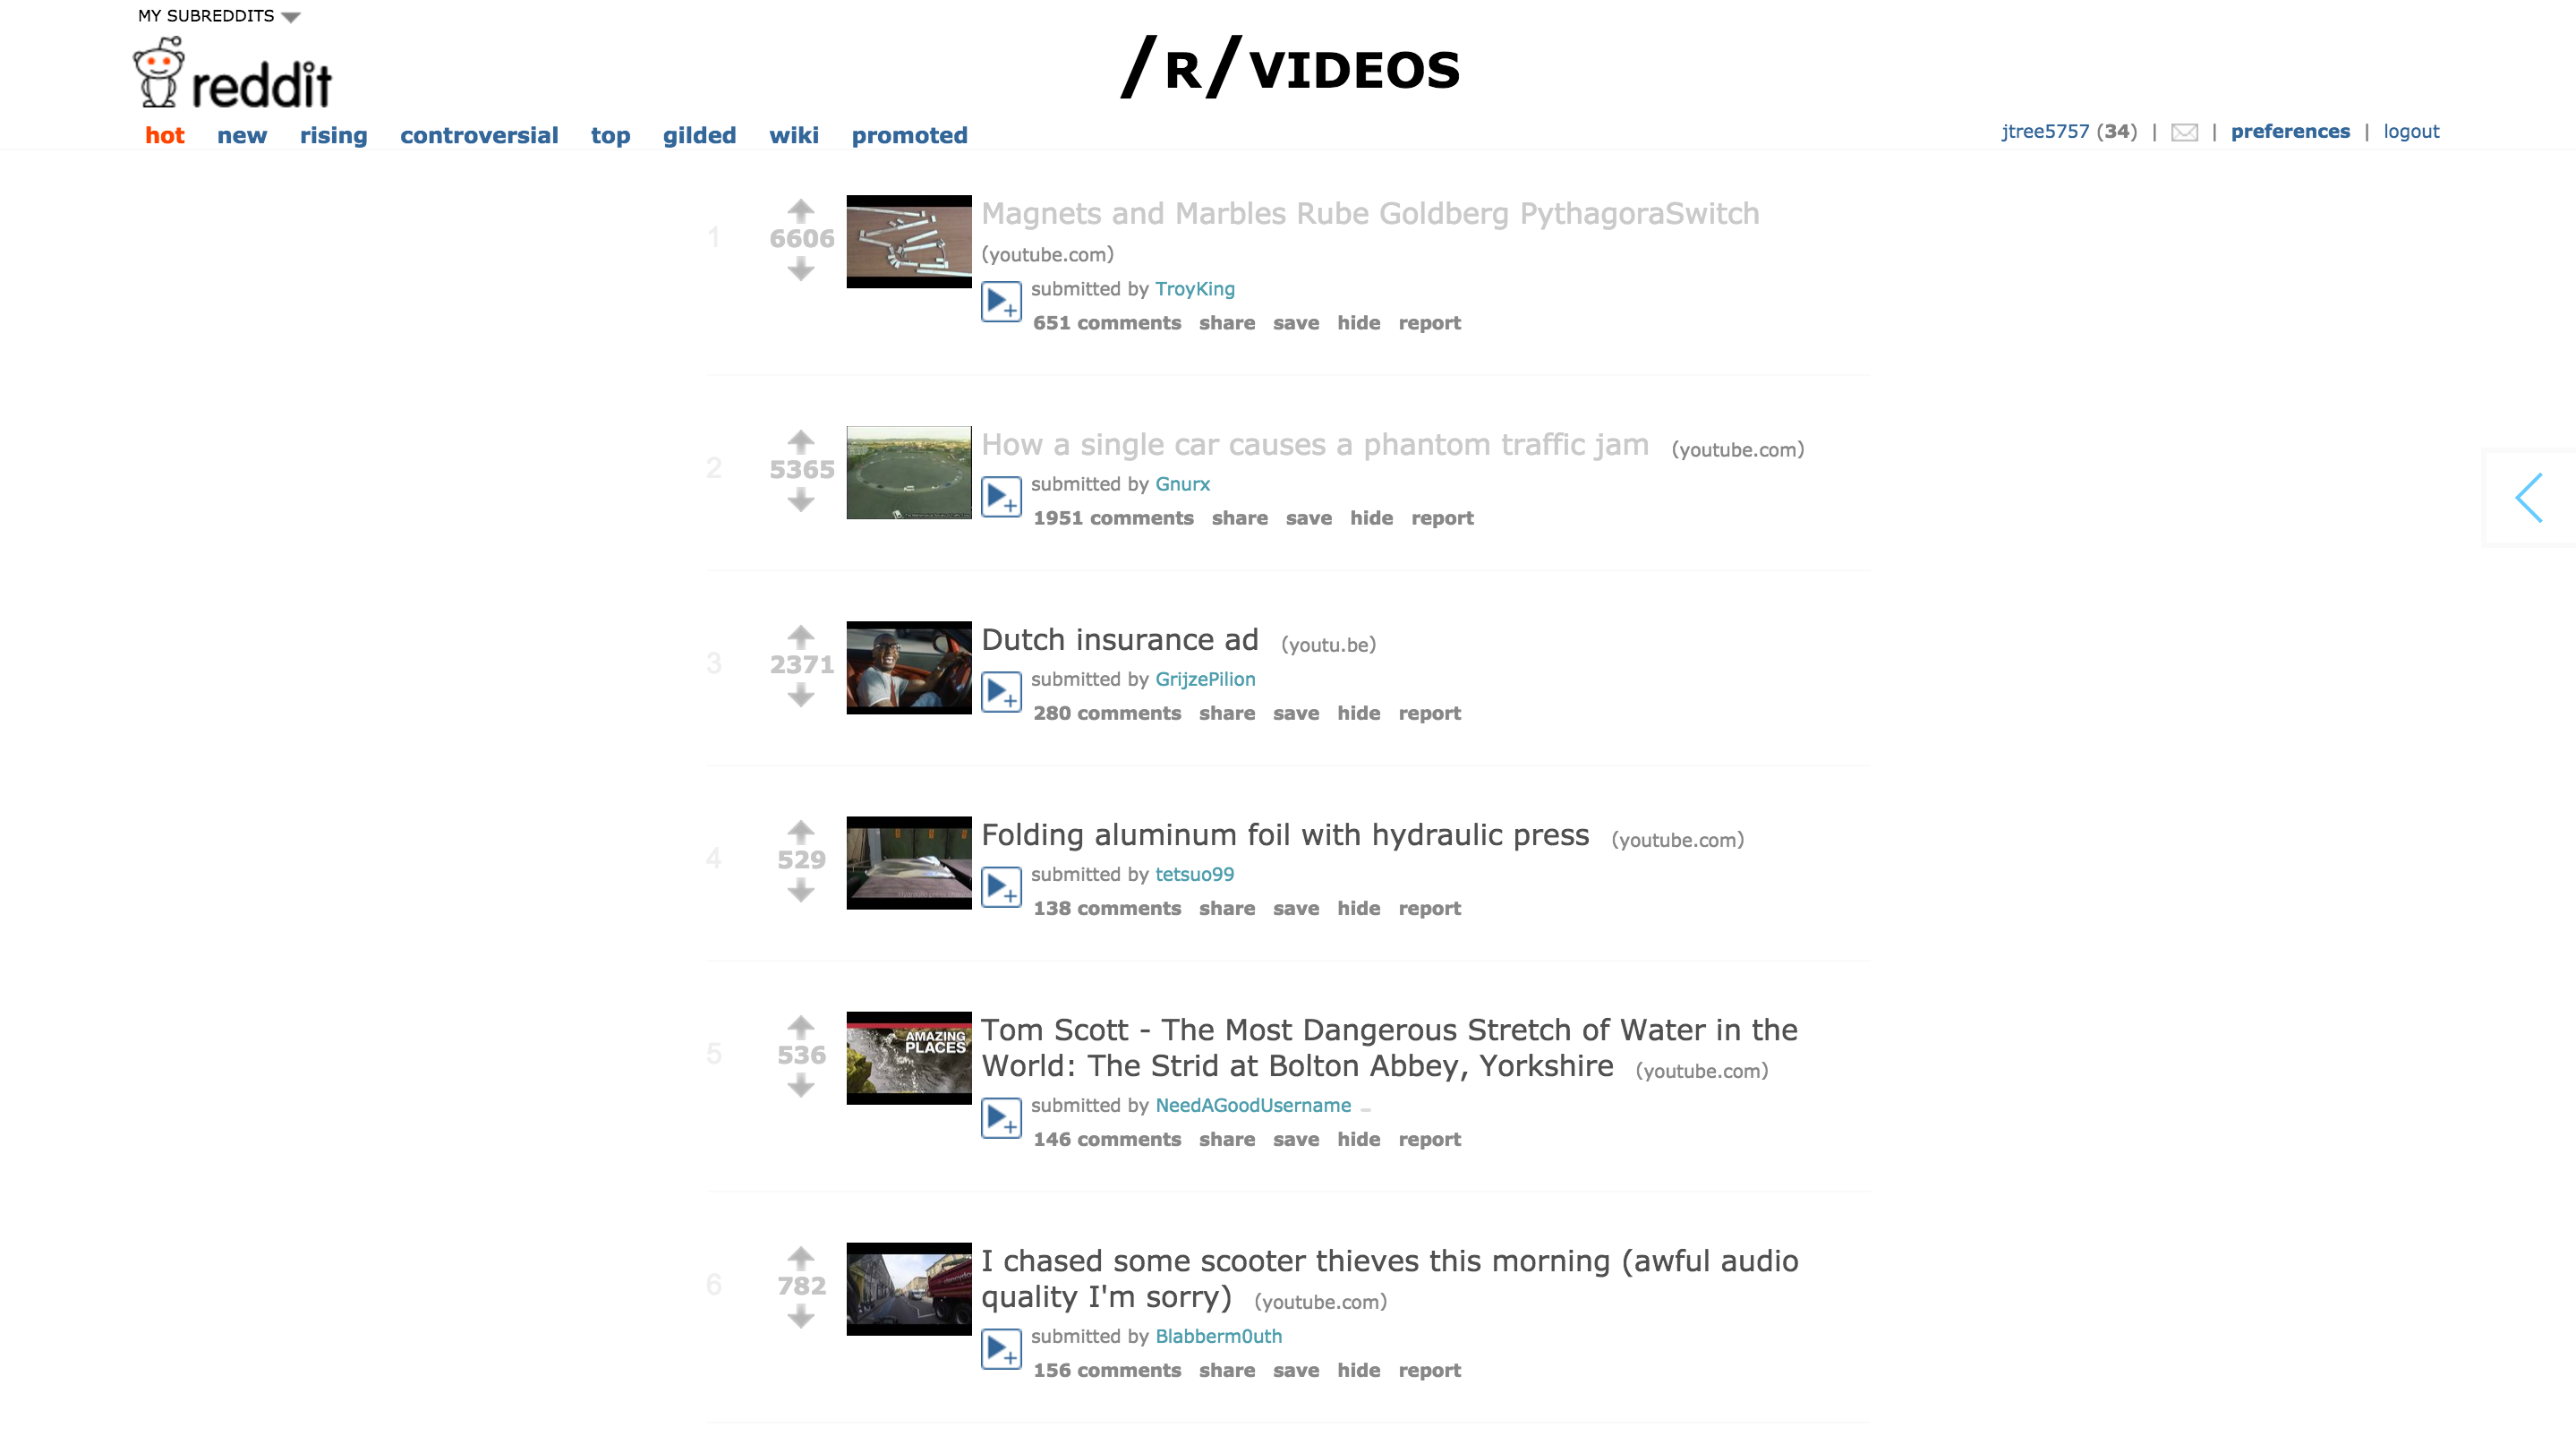 MY SUBREDDITS
reddit
/R/VIDEOS
hot new rising controversial top gilded wiki promoted
jtree5757 (34) | | preferences | logout
1
6606
Magnets and Marbles Rube Goldberg PythagoraSwitch
(youtube.com)
submitted by TroyKing
651 comments share save hide report
2
5365
How a single car causes a phantom traffic jam (youtube.com)
submitted by Gnurx
1951 comments share save hide report
3
2371
Dutch insurance ad (youtu.be)
submitted by GrijzePilion
280 comments share save hide report
4
529
Folding aluminum foil with hydraulic press (youtube.com)
submitted by tetsuo99
138 comments share save hide report
5
536
AMAZING
PLACES
Tom Scott - The Most Dangerous Stretch of Water in the
World: The Strid at Bolton Abbey, Yorkshire (youtube.com)
submitted by NeedAGoodUsername
146 comments share save hide report
6
782
I chased some scooter thieves this morning (awful audio
quality I'm sorry) (youtube.com)
submitted by Blabberm0uth
156 comments share save hide report